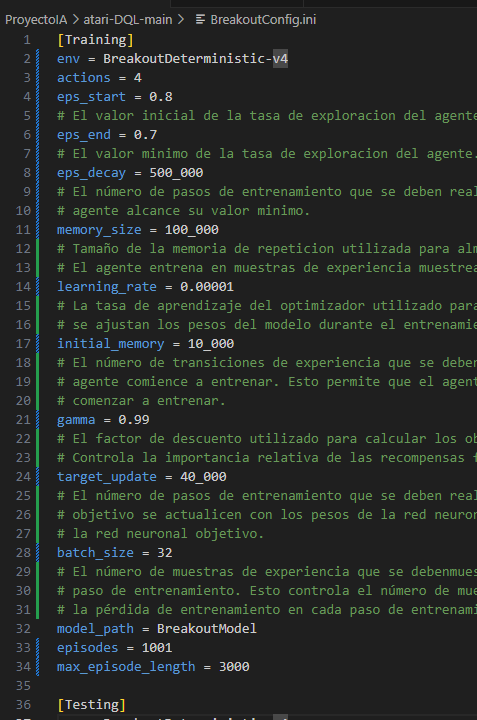 ProyectoIA > atari-DQL-main > BreakoutConfig.ini
1 [Training]
2 env = BreakoutDeterministic-v4
3 actions = 4
4 eps_start = 0.8
5 # El valor inicial de la tasa de exploracion del agente
6 eps_end = 0.7
7 # El valor minimo de la tasa de exploracion del agente.
8 eps_decay = 500_000
9 # El número de pasos de entrenamiento que se deben real
10 # agente alcance su valor minimo.
11 memory_size = 100_000
12 # Tamaño de la memoria de repeticion utilizada para alm
13 # El agente entrena en muestras de experiencia muestrea
14 learning_rate = 0.00001
15 # La tasa de aprendizaje del optimizador utilizado para
16 # se ajustan los pesos del modelo durante el entrenamie
17 initial_memory = 10_000
18 # El número de transiciones de experiencia que se deben
19 # agente comience a entrenar. Esto permite que el agent
20 # comenzar a entrenar.
21 gamma = 0.99
22 # El factor de descuento utilizado para calcular los ob
23 # Controla la importancia relativa de las recompensas f
24 target_update = 40_000
25 # El número de pasos de entrenamiento que se deben real
26 # objetivo se actualicen con los pesos de la red neuron
27 # la red neuronal objetivo.
28 batch_size = 32
29 # El número de muestras de experiencia que se debenmues
30 # paso de entrenamiento. Esto controla el número de mue
31 # la pérdida de entrenamiento en cada paso de entrenami
32 model_path = BreakoutModel
33 episodes = 1001
34 max_episode_length = 3000
35
36 [Testing]